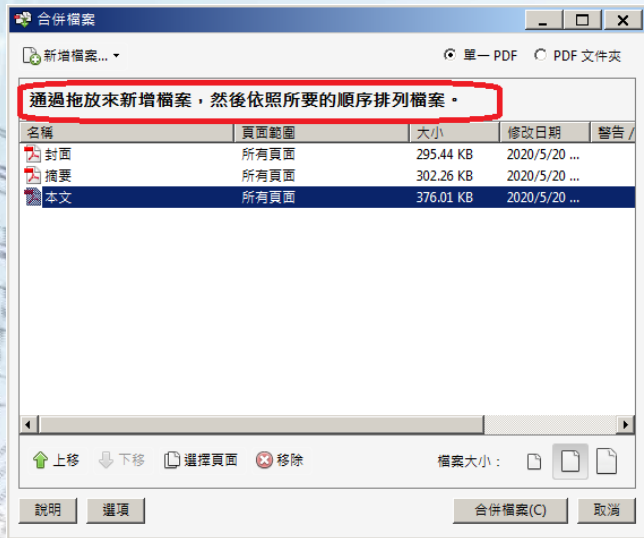 合併檔案
新增檔案...
單一 PDF PDF 文件夾
通過拖放來新增檔案，然後依照所要的順序排列檔案。
名稱 頁面範圍 大小 修改日期 警告 /
封面 所有頁面 295.44 KB 2020/5/20 ...
摘要 所有頁面 302.26 KB 2020/5/20 ...
本文 所有頁面 376.01 KB 2020/5/20 ...
上移 下移 選擇頁面 移除 檔案大小：
說明 選項 合併檔案(C) 取消